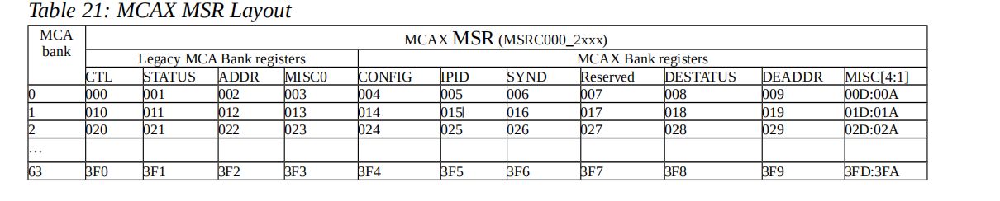 Table 21: MCAX MSR Layout
MCA bank MCAX MSR (MSRC000_2xxx)
Legacy MCA Bank registers MCAX Bank registers
CTL STATUS ADDR MISC0 CONFIG IPID SYND Reserved DESTATUS DEADDR MISC[4:1]
0 000 001 002 003 004 005 006 007 008 009 00D:00A
1 010 011 012 013 014 015 016 017 018 019 01D:01A
2 020 021 022 023 024 025 026 027 028 029 02D:02A
…
63 3F0 3F1 3F2 3F3 3F4 3F5 3F6 3F7 3F8 3F9 3FD:3FA